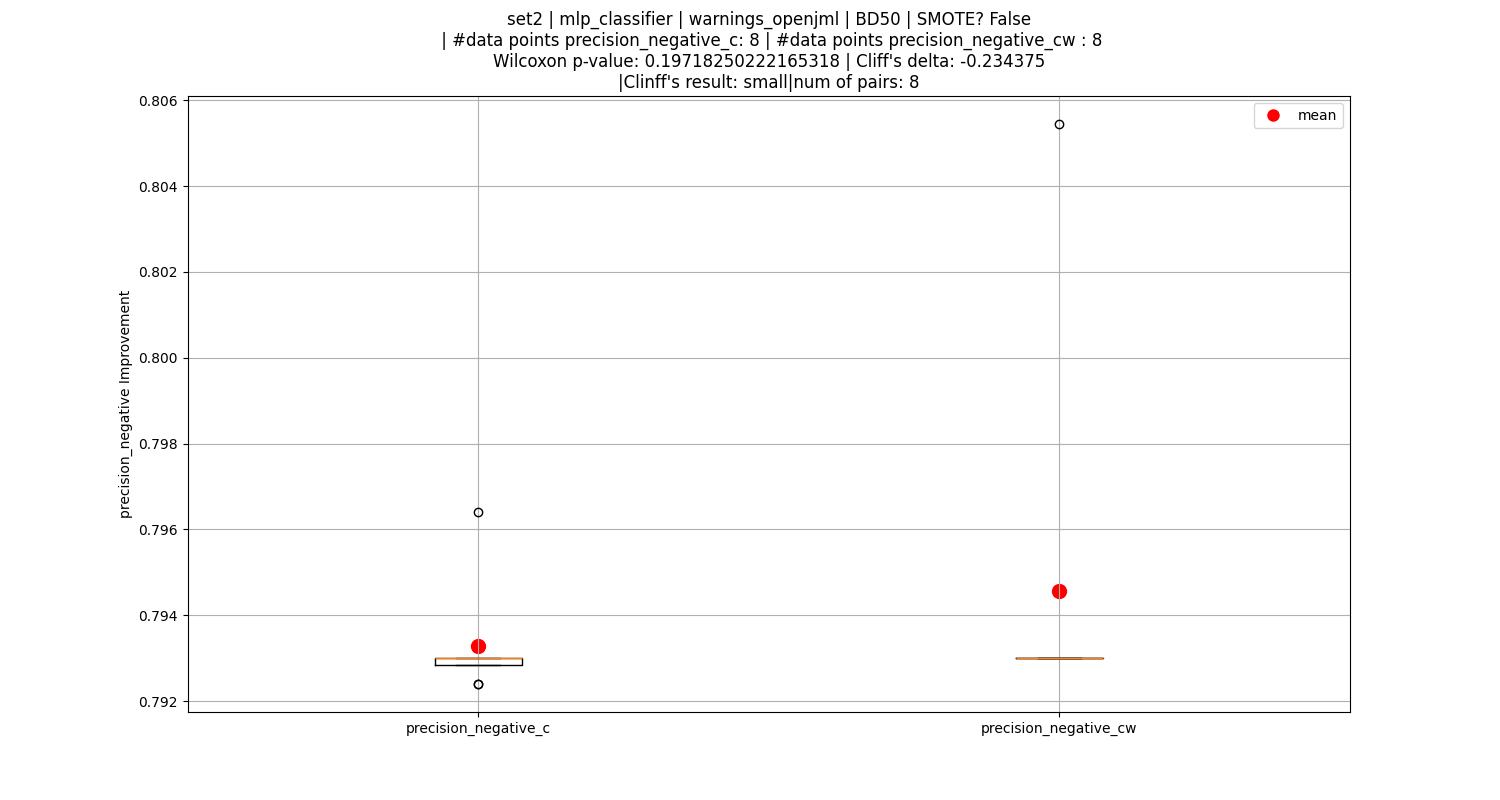 set2 | mlp_classifier | warnings_openjml | BD50 | SMOTE? False
| #data points precision_negative_c: 8 | #data points precision_negative_cw : 8
Wilcoxon p-value: 0.19718250222165318 | Cliff's delta: -0.234375
|Clinff's result: small|num of pairs: 8
mean
precision_negative Improvement
0.806
0.804
0.802
0.800
0.798
0.796
0.794
0.792
precision_negative_c
precision_negative_cw